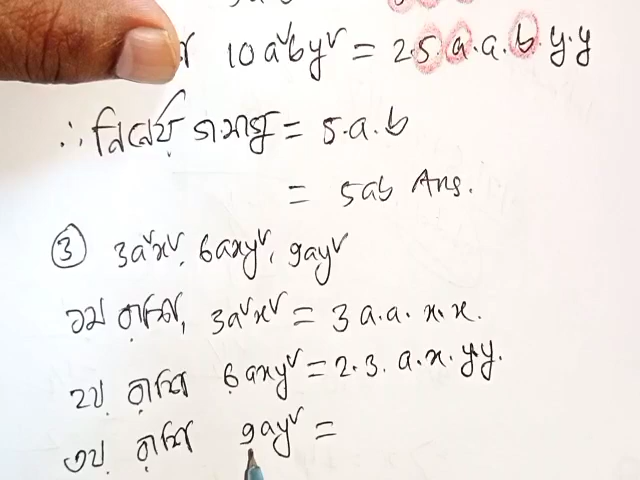 10a²by² = 2.5.a.a.b.y.y
∴ নির্ণেয় গ.সা.গু = 5.a.b
= 5ab Ans.
③ 3a²x², 6axy², 9ay²
১ম রাশি, 3a²x² = 3 a.a. x.x.
২য় রাশি 6axy² = 2.3. a.x.y.y.
৩য় রাশি 9ay² =